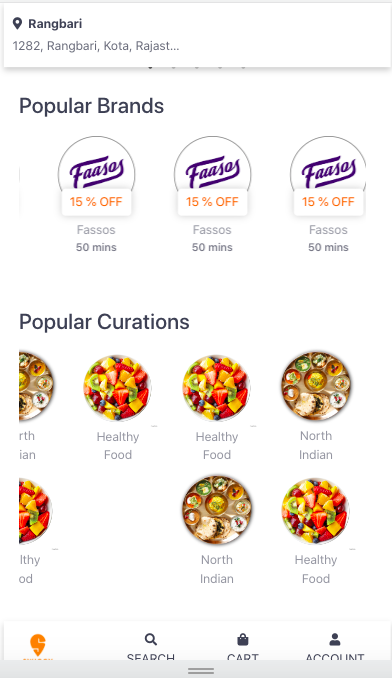 Rangbari
1282, Rangbari, Kota, Rajast...
Popular Brands
Faasos Faasos Faasos
15 % OFF 15 % OFF 15 % OFF
Fassos Fassos Fassos
50 mins 50 mins 50 mins
Popular Curations
rth Healthy Healthy North
ian Food Food Indian
lthy North Healthy
od Indian Food
SEARCH CART ACCOUNT